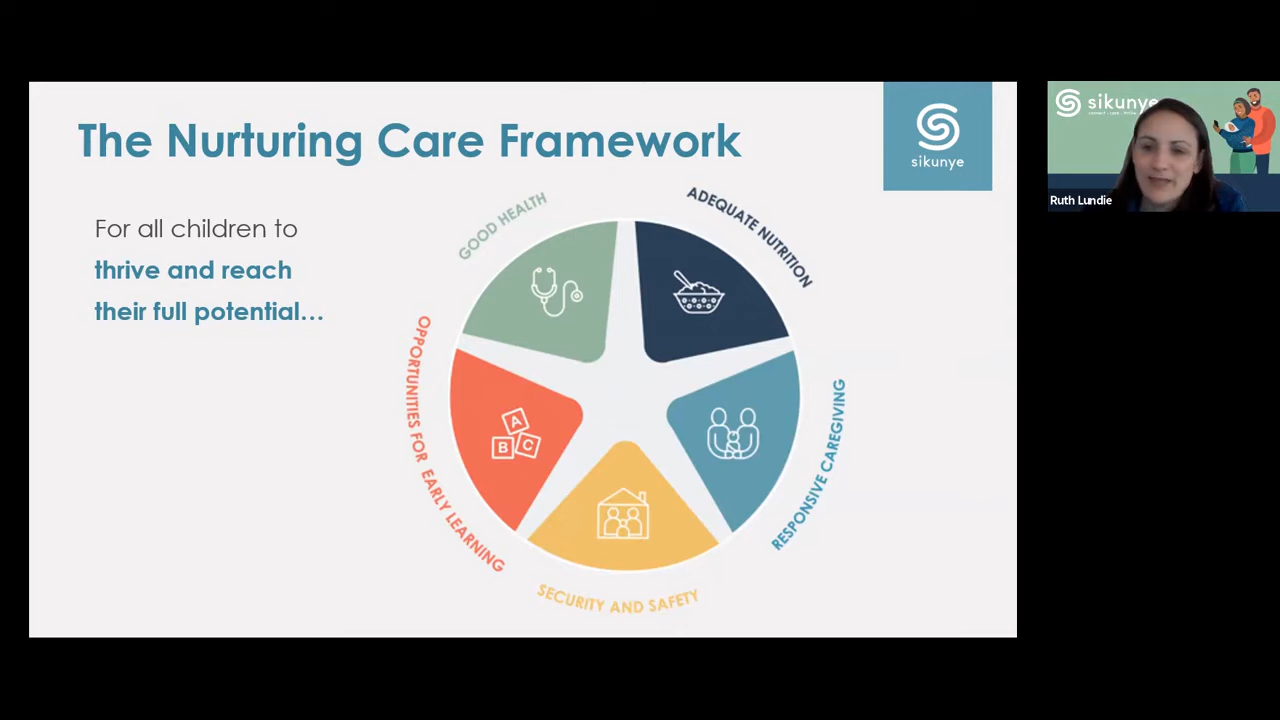 The Nurturing Care Framework
sikunye
For all children to
thrive and reach
their full potential...
GOOD HEALTH
ADEQUATE NUTRITION
OPPORTUNITIES FOR EARLY LEARNING
RESPONSIVE CAREGIVING
SECURITY AND SAFETY
A
B C
sikunye
Ruth Lundie